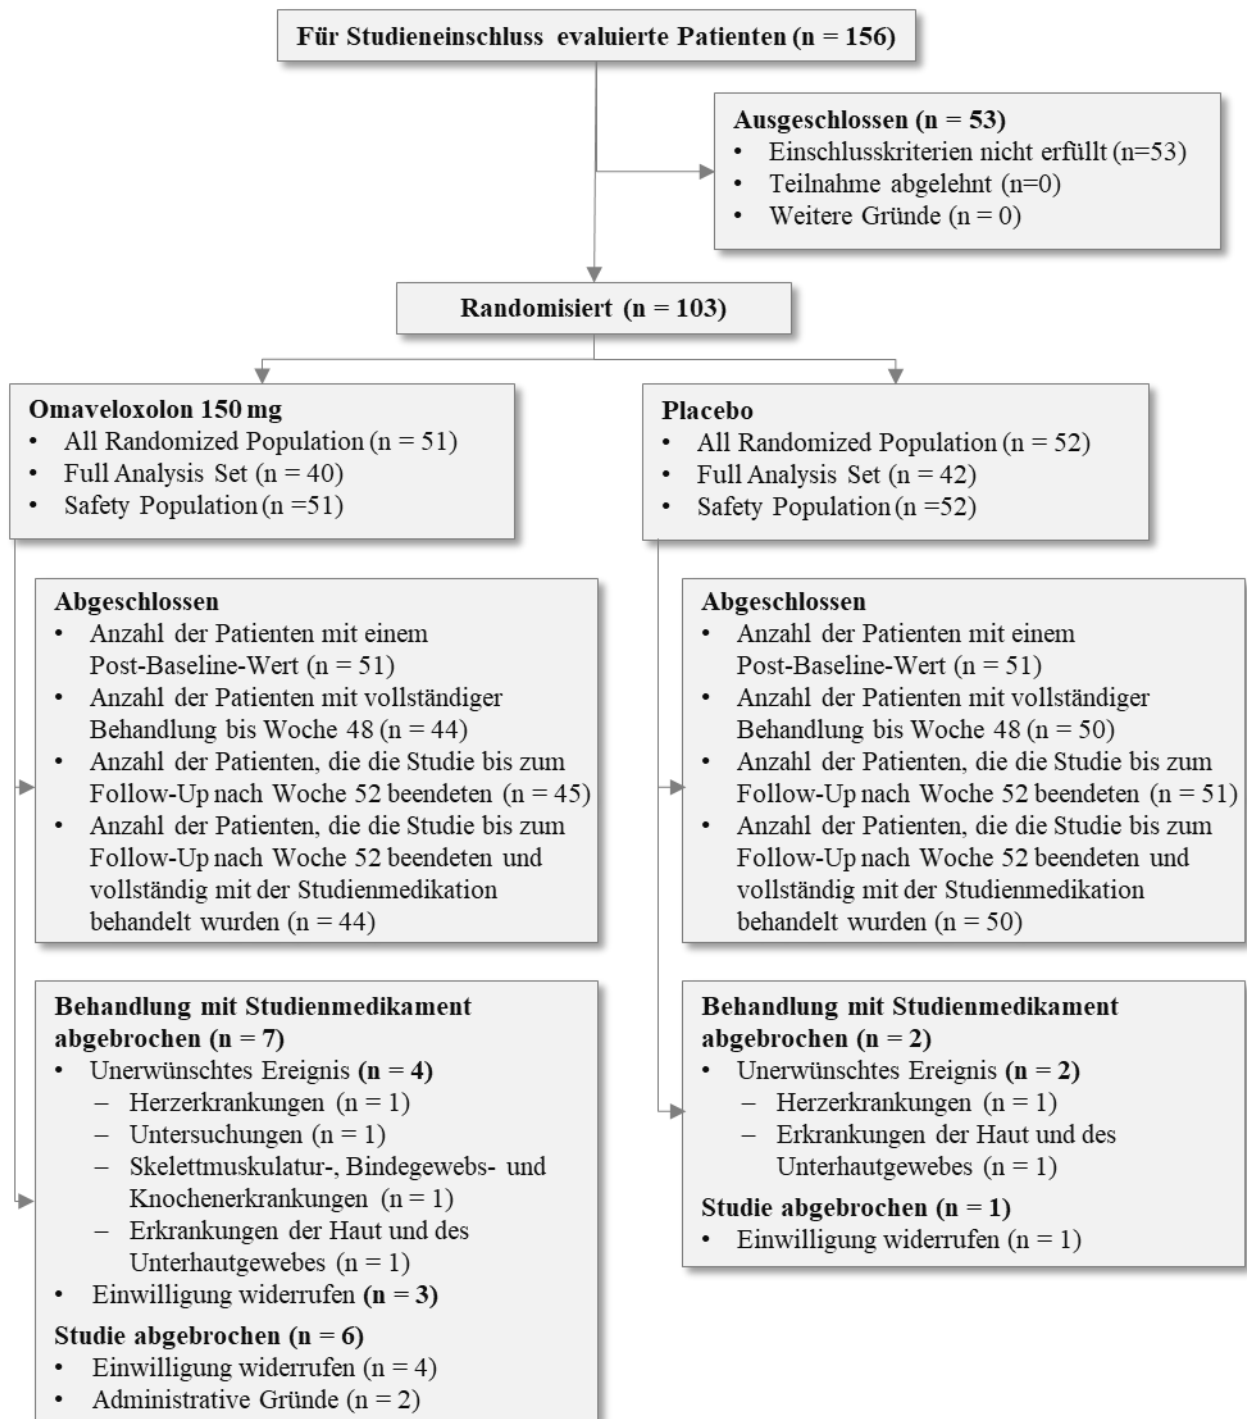 Für Studieneinschluss evaluierte Patienten (n = 156)
Ausgeschlossen (n = 53)
• Einschlusskriterien nicht erfüllt (n=53)
• Teilnahme abgelehnt (n=0)
• Weitere Gründe (n = 0)
Randomisiert (n = 103)
Omaveloxolon 150 mg
• All Randomized Population (n = 51)
• Full Analysis Set (n = 40)
• Safety Population (n =51)
Abgeschlossen
• Anzahl der Patienten mit einem
Post-Baseline-Wert (n = 51)
• Anzahl der Patienten mit vollständiger
Behandlung bis Woche 48 (n = 44)
• Anzahl der Patienten, die die Studie bis zum
Follow-Up nach Woche 52 beendeten (n = 45)
• Anzahl der Patienten, die die Studie bis zum
Follow-Up nach Woche 52 beendeten und
vollständig mit der Studienmedikation
behandelt wurden (n = 44)
Behandlung mit Studienmedikament
abgebrochen (n = 7)
• Unerwünschtes Ereignis (n = 4)
– Herzerkrankungen (n = 1)
– Untersuchungen (n = 1)
– Skelettmuskulatur-, Bindegewebs- und
Knochenerkrankungen (n = 1)
– Erkrankungen der Haut und des
Unterhautgewebes (n = 1)
• Einwilligung widerrufen (n = 3)
Studie abgebrochen (n = 6)
• Einwilligung widerrufen (n = 4)
• Administrative Gründe (n = 2)
Placebo
• All Randomized Population (n = 52)
• Full Analysis Set (n = 42)
• Safety Population (n =52)
Abgeschlossen
• Anzahl der Patienten mit einem
Post-Baseline-Wert (n = 51)
• Anzahl der Patienten mit vollständiger
Behandlung bis Woche 48 (n = 50)
• Anzahl der Patienten, die die Studie bis zum
Follow-Up nach Woche 52 beendeten (n = 51)
• Anzahl der Patienten, die die Studie bis zum
Follow-Up nach Woche 52 beendeten und
vollständig mit der Studienmedikation
behandelt wurden (n = 50)
Behandlung mit Studienmedikament
abgebrochen (n = 2)
• Unerwünschtes Ereignis (n = 2)
– Herzerkrankungen (n = 1)
– Erkrankungen der Haut und des
Unterhautgewebes (n = 1)
Studie abgebrochen (n = 1)
• Einwilligung widerrufen (n = 1)